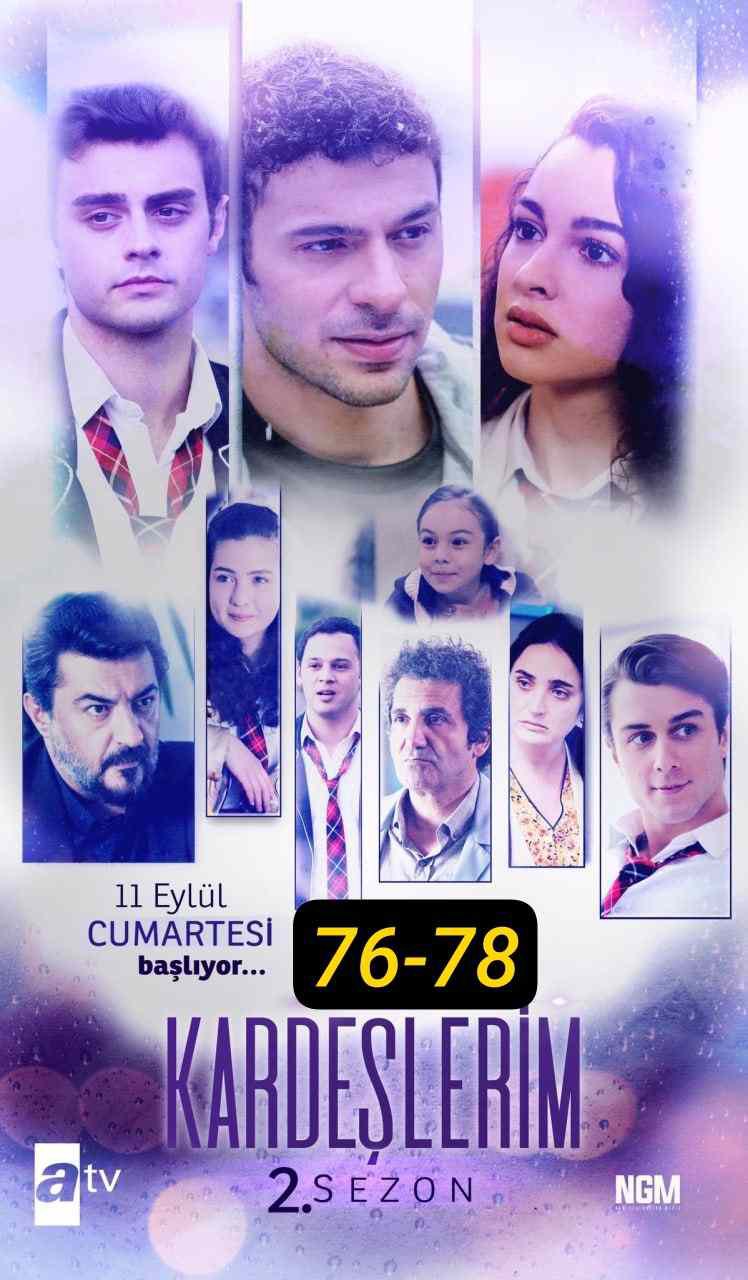 11 Eylül
CUMARTESİ
başlıyor...
76-78
KARDEŞLERİM
2.SEZON
atv
NGM